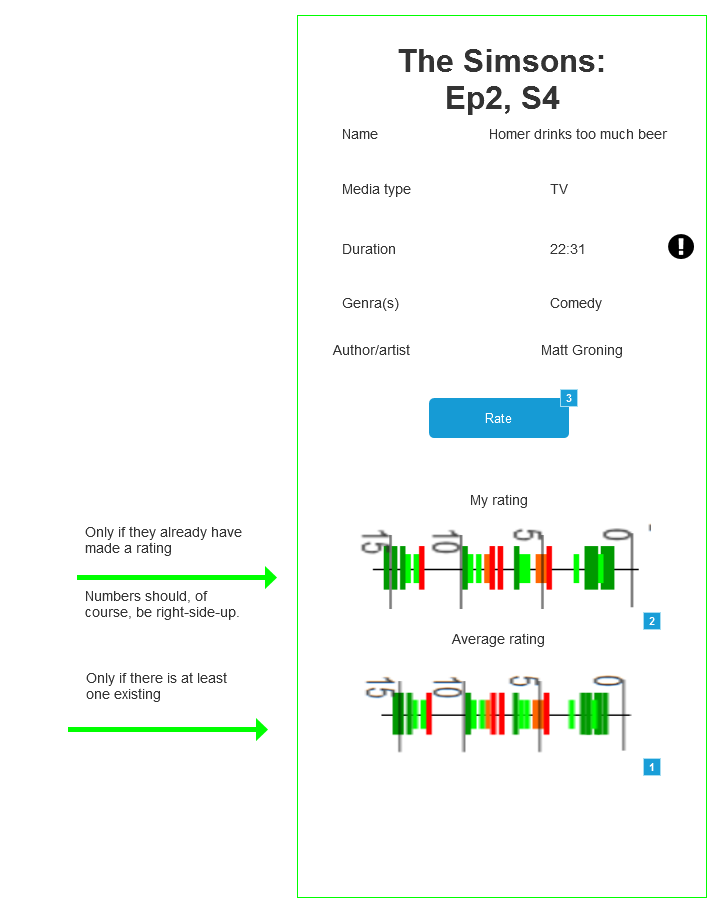 The Simsons:
Ep2, S4
Name Homer drinks too much beer
Media type TV
Duration 22:31
Genra(s) Comedy
Author/artist Matt Groning
3
Rate
My rating
Only if they already have
made a rating
15 10 5 0
Numbers should, of
course, be right-side-up.
2
Average rating
Only if there is at least
one existing
15 10 5 0
1